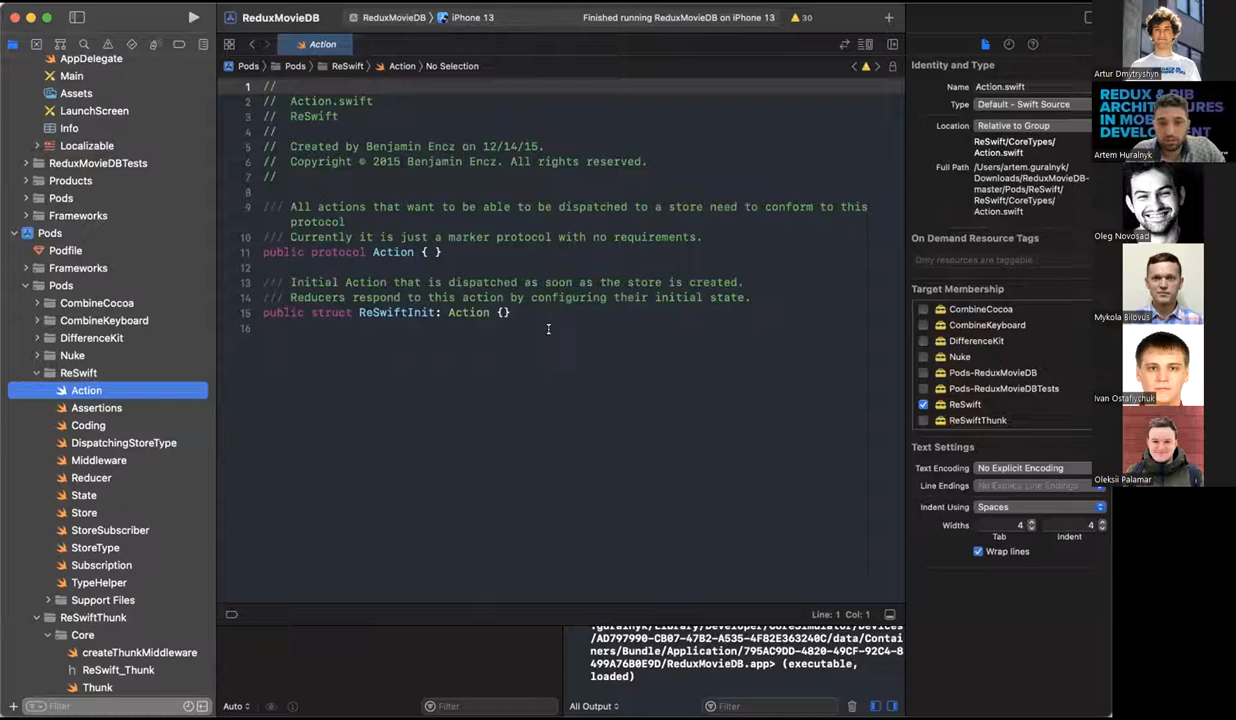 ReduxMovieDB
ReduxMovieDB
iPhone 13
Finished running ReduxMovieDB on iPhone 13
30
Action
Pods
Pods
ReSwift
Action
No Selection
AppDelegate
Main
Assets
LaunchScreen
Info
Localizable
ReduxMovieDBTests
Products
Pods
Frameworks
Pods
Podfile
Frameworks
Pods
CombineCocoa
CombineKeyboard
DifferenceKit
Nuke
ReSwift
Action
Assertions
Coding
DispatchingStoreType
Middleware
Reducer
State
Store
StoreSubscriber
StoreType
Subscription
TypeHelper
Support Files
ReSwiftThunk
Core
createThunkMiddleware
ReSwift_Thunk
Thunk
Filter
1 //
2 // Action.swift
3 // ReSwift
4 //
5 // Created by Benjamin Encz on 12/14/15.
6 // Copyright © 2015 Benjamin Encz. All rights reserved.
7 //
8
9 /// All actions that want to be able to be dispatched to a store need to conform to this
protocol
10 /// Currently it is just a marker protocol with no requirements.
11 public protocol Action { }
12
13 /// Initial Action that is dispatched as soon as the store is created.
14 /// Reducers respond to this action by configuring their initial state.
15 public struct ReSwiftInit: Action {}
16
Line: 1 Col: 1
Auto
Filter
.guralnyk/Library/Developer/CoreSimulator/Devices
/AD797990-CB07-47B2-A535-4F82E363240C/data/Contai
ners/Bundle/Application/795AC9DD-4820-49CF-92C4-8
499A76B0E9D/ReduxMovieDB.app> (executable,
loaded)
All Output
Filter
Identity and Type
Name Action.swift
Type Default - Swift Source
Location Relative to Group
ReSwift/CoreTypes/
Action.swift
Full Path /Users/artem.guralnyk/
Downloads/ReduxMovieDB-
master/Pods/ReSwift/
ReSwift/CoreTypes/
Action.swift
On Demand Resource Tags
Only resources are taggable
Target Membership
CombineCocoa
CombineKeyboard
DifferenceKit
Nuke
Pods-ReduxMovieDB
Pods-ReduxMovieDBTests
ReSwift
ReSwiftThunk
Text Settings
Text Encoding No Explicit Encoding
Line Endings No Explicit Line Endings
Indent Using Spaces
Widths 4 4
Tab Indent
Wrap lines
Artur Dmytryshyn
REDUX & RIB
Artem Huralnyk
Oleg Novosad
Mykola Bilovus
Ivan Ostafiychuk
Oleksii Palamar